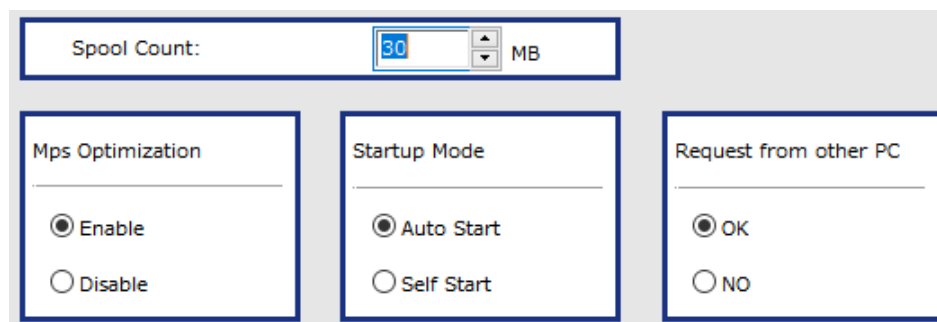 Spool Count: 30 MB
Mps Optimization
Enable
Disable
Startup Mode
Auto Start
Self Start
Request from other PC
OK
NO